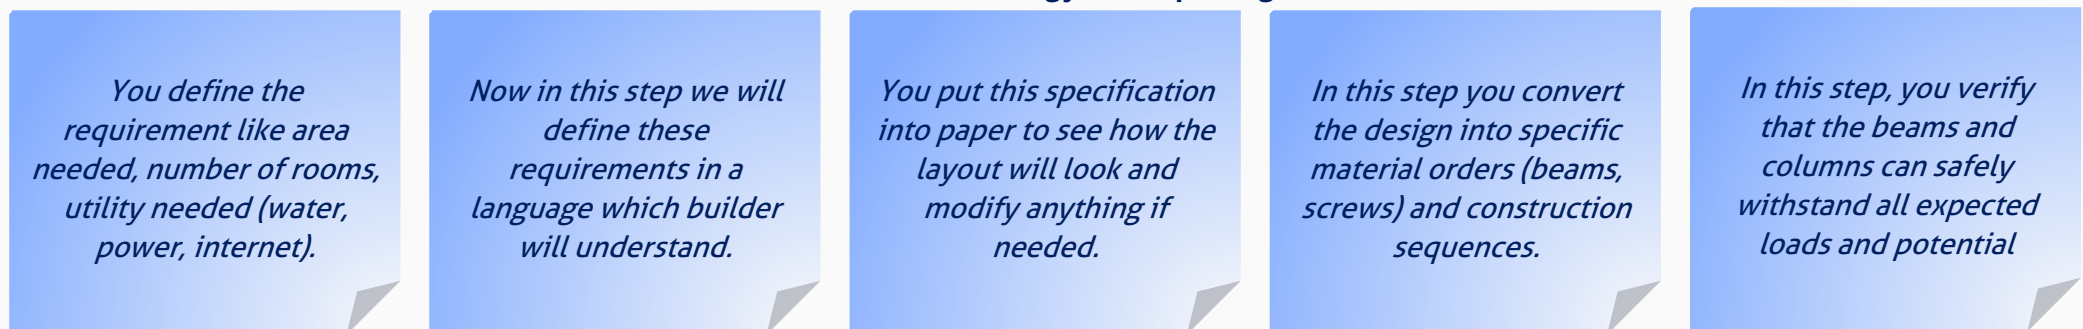 You define the
requirement like area
needed, number of rooms,
utility needed (water,
power, internet).
Now in this step we will
define these
requirements in a
language which builder
will understand.
You put this specification
into paper to see how the
layout will look and
modify anything if
needed.
In this step you convert
the design into specific
material orders (beams,
screws) and construction
sequences.
In this step, you verify
that the beams and
columns can safely
withstand all expected
loads and potential